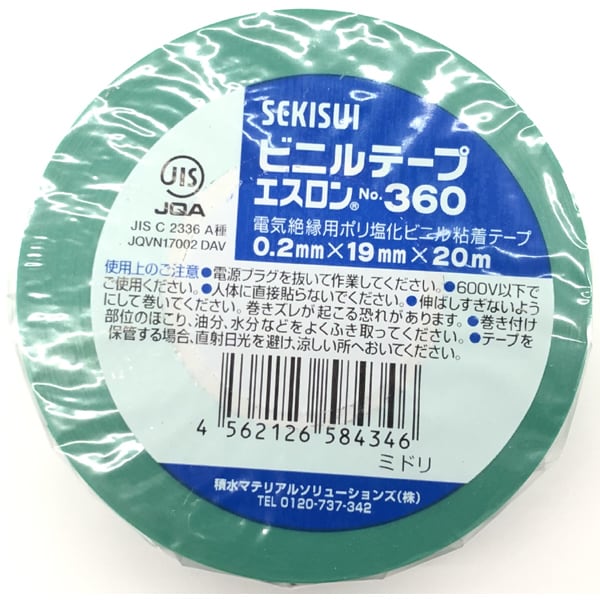 SEKISUI
ビニルテープ
エスロン® No.360
電気絶縁用ポリ塩化ビニル粘着テープ
0.2mm×19mm×20m
JIS
JQA
JIS C 2336 A種
JQVN17002 DAV
使用上のご注意 ●電源プラグを抜いて作業してください。●600V以下で
ご使用ください。●人体に直接貼らないでください。●伸ばしすぎないよう
にして巻いてください。巻きズレが起こる恐れがあります。●巻き付け
部位のほこり、油分、水分などをよくふき取ってください。●テープを
保管する場合、直射日光を避け、涼しい所へおいてください。
4 562126 584346
ミドリ
積水マテリアルソリューションズ(株)
TEL 0120-737-342